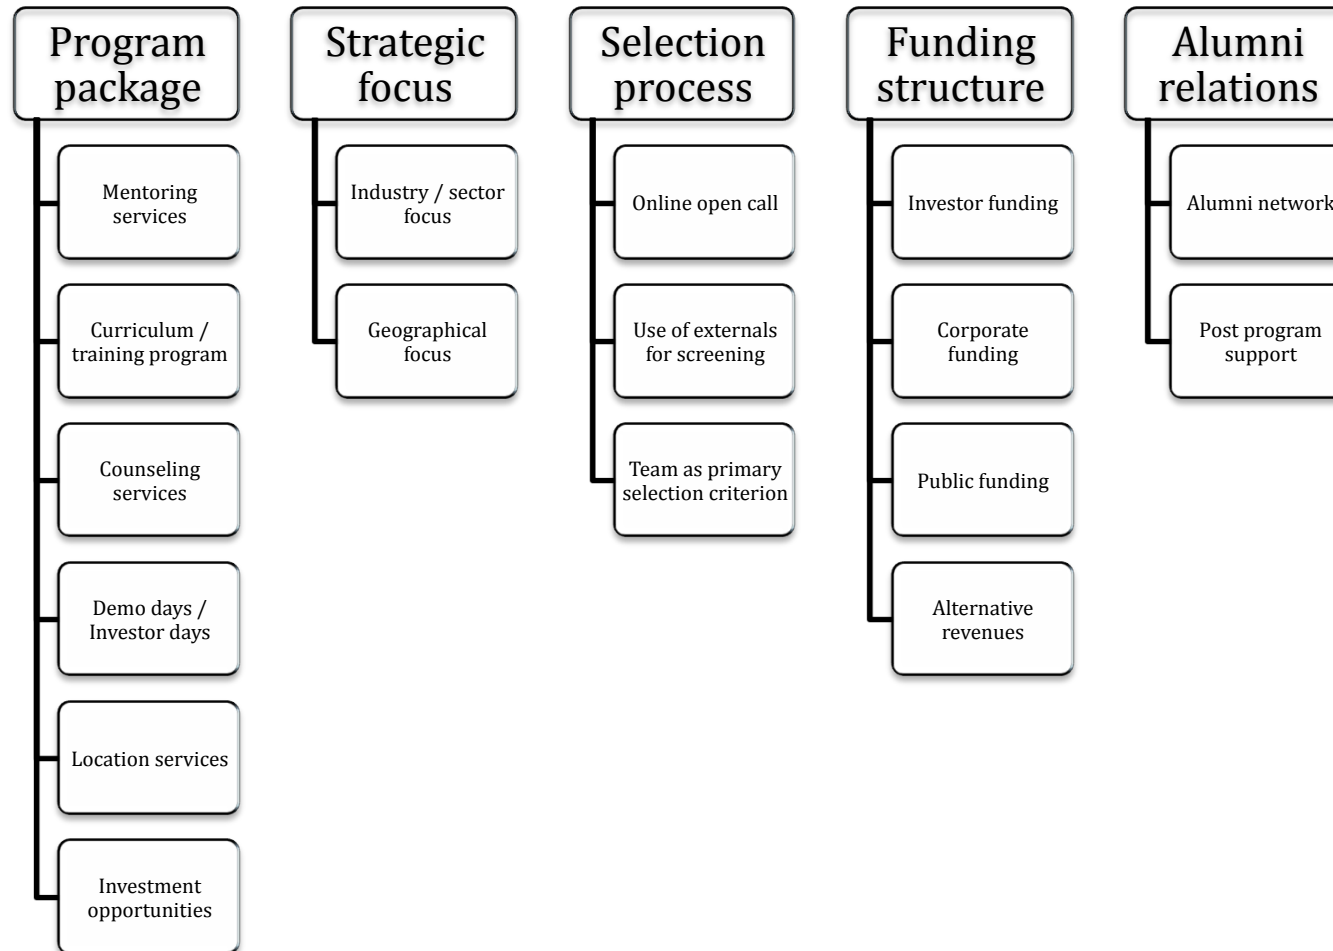 Program
package
Mentoring
services
Curriculum /
training program
Counseling
services
Demo days /
Investor days
Location services
Investment
opportunities
Strategic
focus
Industry / sector
focus
Geographical
focus
Selection
process
Online open call
Use of externals
for screening
Team as primary
selection criterion
Funding
structure
Investor funding
Corporate
funding
Public funding
Alternative
revenues
Alumni
relations
Alumni network
Post program
support